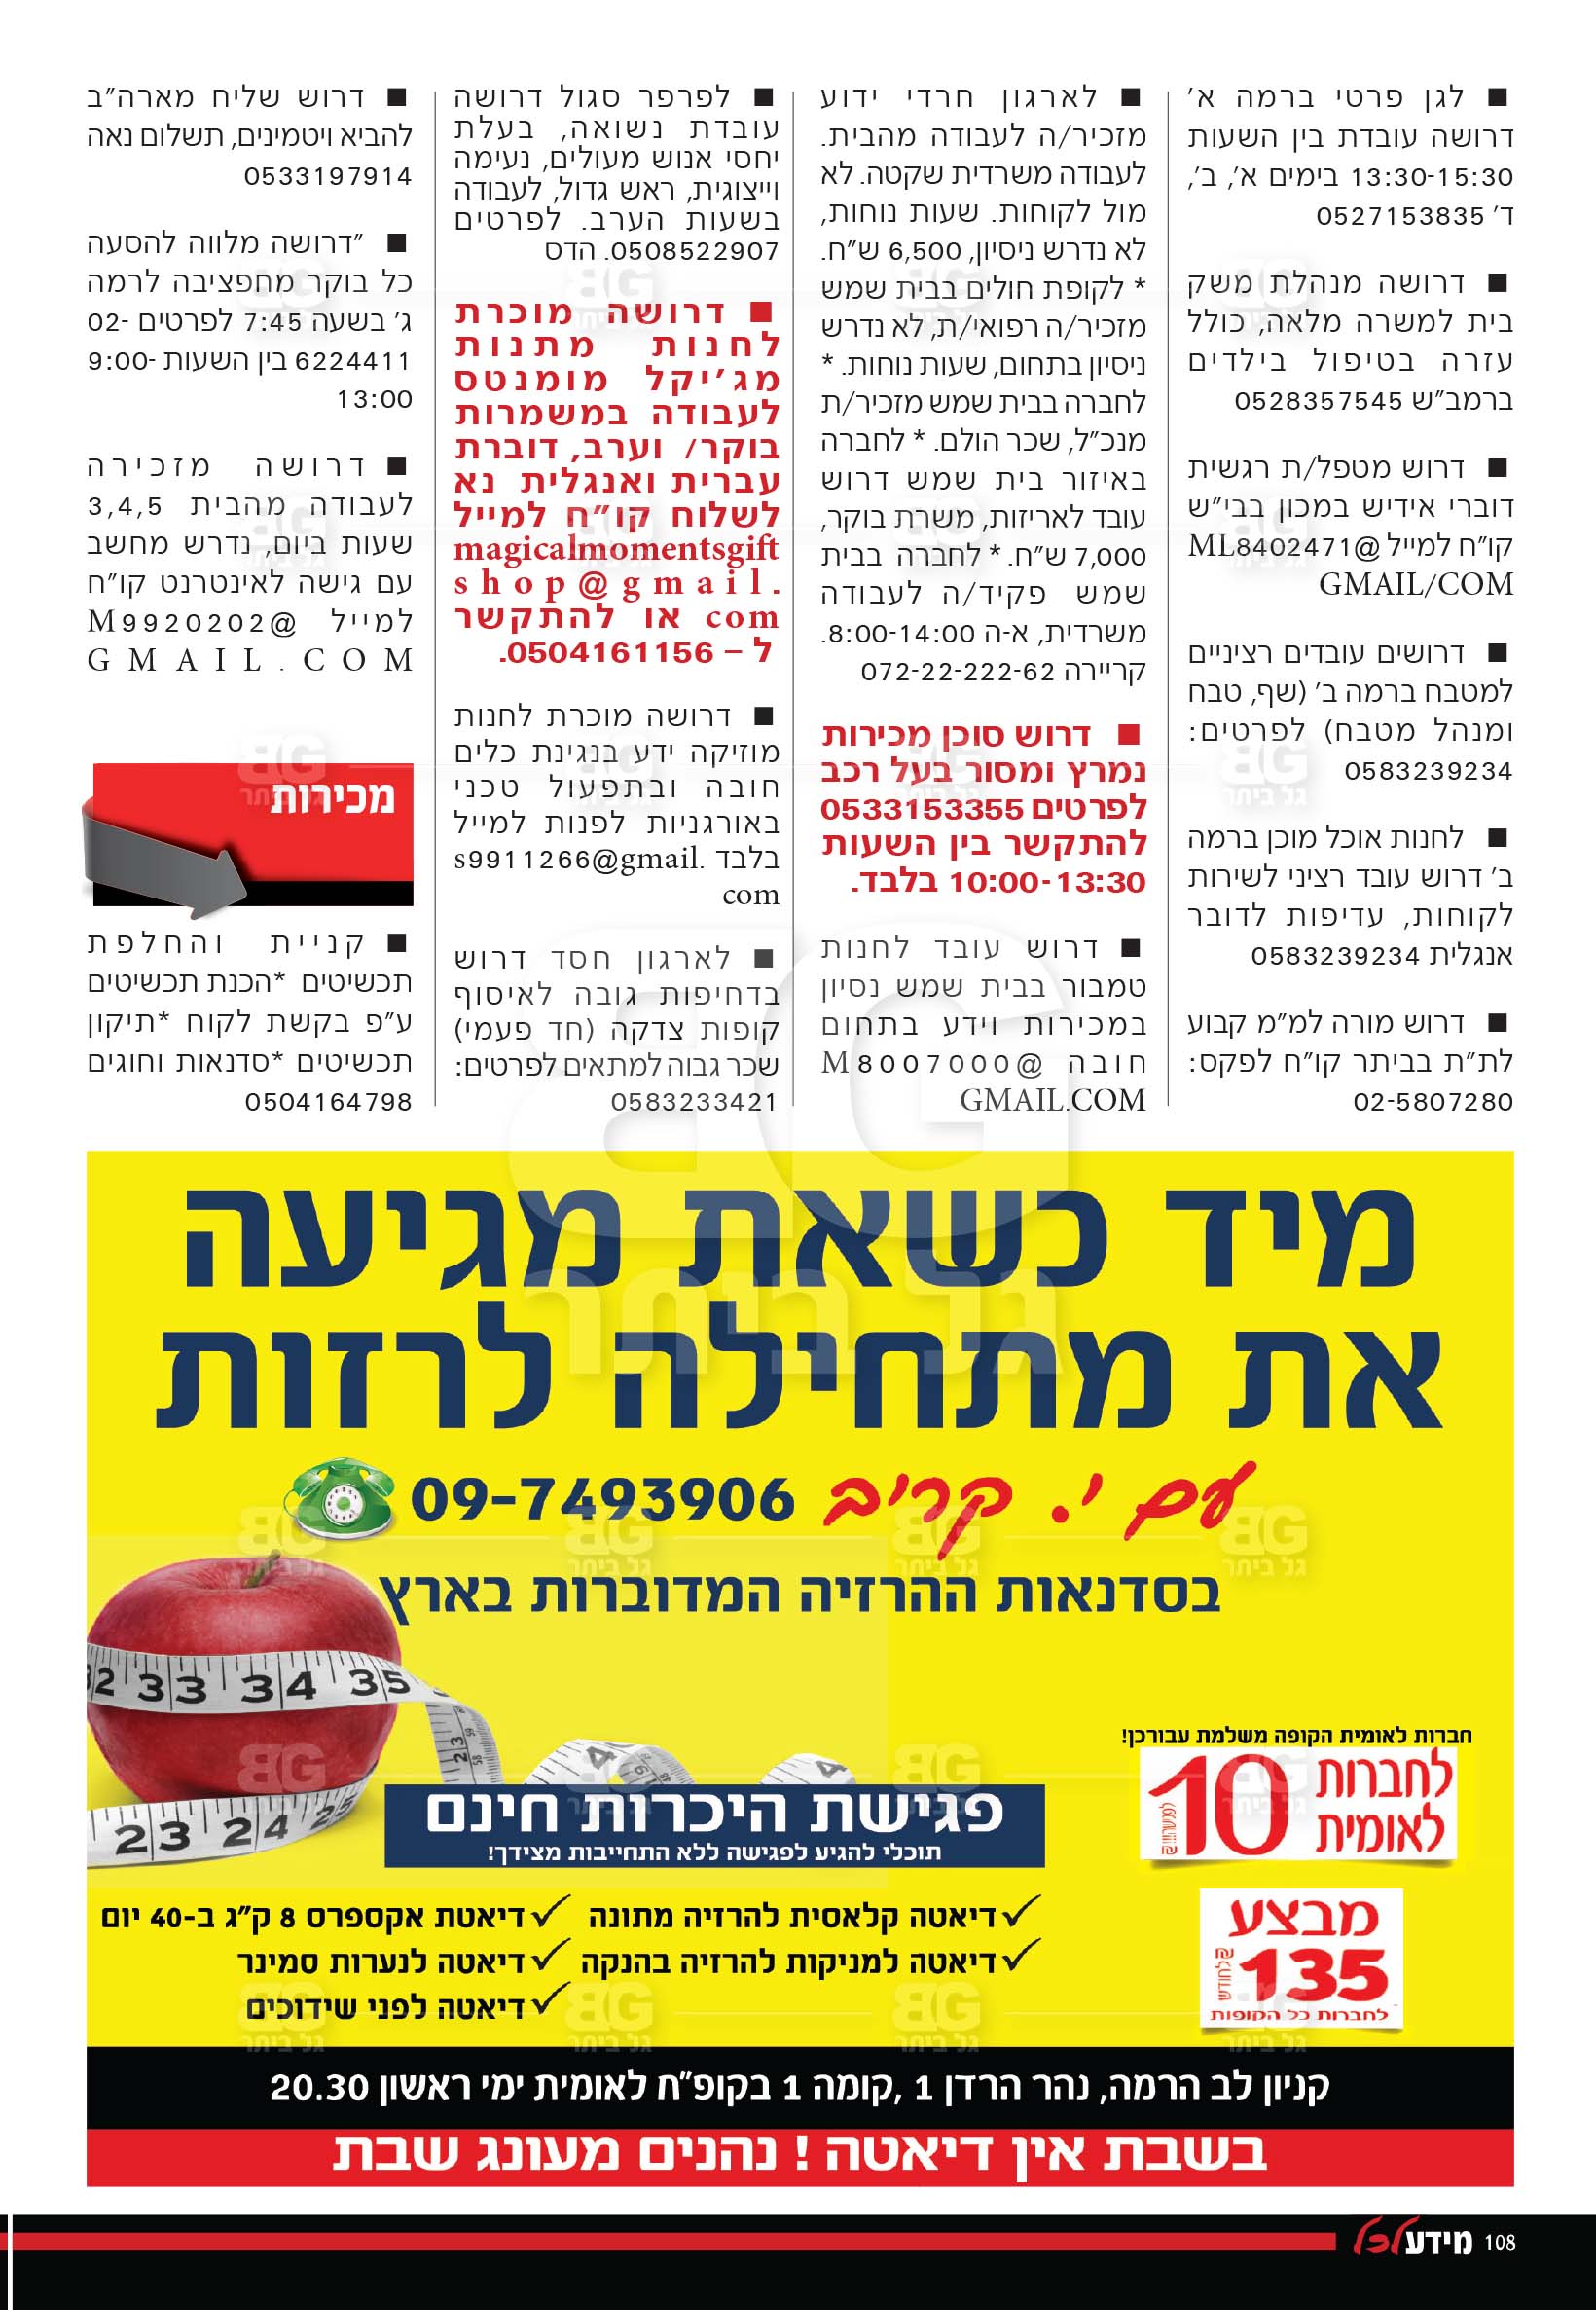 ■ לגן פרטי ברמה א'
דרושה עובדת בין השעות
13:30-15:30 בימים א', ב',
ד' 0527153835
■ דרושה מנהלת משק
בית למשרה מלאה, כולל
עזרה בטיפול בילדים
ברמב"ש 0528357545
■ דרוש מטפל/ת רגשית
דוברי אידיש במכון בבי"ש
קו"ח למייל ML8402471@
GMAIL/COM
■ דרושים עובדים רציניים
למטבח ברמה ב' (שף, טבח
ומנהל מטבח) לפרטים:
0583239234
■ לחנות אוכל מוכן ברמה
ב' דרוש עובד רציני לשירות
לקוחות, עדיפות לדובר
אנגלית 0583239234
■ דרוש מורה למ"מ קבוע
לת"ת בביתר קו"ח לפקס:
02-5807280
■ לארגון חרדי ידוע
מזכיר/ה לעבודה מהבית.
לעבודה משרדית שקטה. לא
מול לקוחות. שעות נוחות,
לא נדרש ניסיון, 6,500 ש"ח.
* לקופת חולים בבית שמש
מזכיר/ה רפואי/ת, לא נדרש
ניסיון בתחום, שעות נוחות. *
לחברה בבית שמש מזכיר/ת
מנכ"ל, שכר הולם. * לחברה
באיזור בית שמש דרוש
עובד לאריזות, משרת בוקר,
7,000 ש"ח. * לחברה בבית
שמש פקיד/ה לעבודה
משרדית, א-ה 8:00-14:00.
קריירה 072-22-222-62
■ דרוש סוכן מכירות
נמרץ ומסור בעל רכב
לפרטים 0533153355
להתקשר בין השעות
10:00-13:30 בלבד.
■ דרוש עובד לחנות
טמבור בבית שמש נסיון
במכירות וידע בתחום
חובה M8007000@
GMAIL.COM
■ לפרפר סגול דרושה
עובדת נשואה, בעלת
יחסי אנוש מעולים, נעימה
וייצוגית, ראש גדול, לעבודה
בשעות הערב. לפרטים
0508522907. הדס
■ דרושה מוכרת
לחנות מתנות
מג'יקל מומנטס
לעבודה במשמרות
בוקר/ וערב, דוברת
עברית ואנגלית נא
לשלוח קו"ח למייל
magicalmomentsgift
shop@gmail.
com או להתקשר
ל – 0504161156.
■ דרושה מוכרת לחנות
מוזיקה ידע בנגינת כלים
חובה ובתפעול טכני
באורגניות לפנות למייל
בלבד s9911266@gmail.
com
■ לארגון חסד דרוש
בדחיפות גובה לאיסוף
קופות צדקה (חד פעמי)
שכר גבוה למתאים לפרטים:
0583233421
■ דרוש שליח מארה"ב
להביא ויטמינים, תשלום נאה
0533197914
■ "דרושה מלווה להסעה
כל בוקר מחפציבה לרמה
ג' בשעה 7:45 לפרטים 02-
6224411 בין השעות 9:00-
13:00
■ דרושה מזכירה
לעבודה מהבית 3,4,5
שעות ביום, נדרש מחשב
עם גישה לאינטרנט קו"ח
למייל M9920202@
GMAIL.COM
מכירות
■ קניית והחלפת
תכשיטים *הכנת תכשיטים
ע"פ בקשת לקוח *תיקון
תכשיטים *סדנאות וחוגים
0504164798
BG
גל ביתר
מיד כשאת מגיעה
את מתחילה לרזות
עם י. קריב 09-7493906
בסדנאות ההרזיה המדוברות בארץ
32 33 34 35
23 24 25
חברות לאומית הקופה משלמת עבורכן!
לחברות
לאומית
10 ₪ לפגישה!!!
פגישת היכרות חינם
תוכלי להגיע לפגישה ללא התחייבות מצידך!
מבצע
135 ₪ לחודש
לחברות כל הקופות
✓דיאטה קלאסית להרזיה מתונה ✓דיאטת אקספרס 8 ק"ג ב-40 יום
✓דיאטה למניקות להרזיה בהנקה ✓דיאטה לנערות סמינר
✓דיאטה לפני שידוכים
קניון לב הרמה, נהר הרדן 1 ,קומה 1 בקופ"ח לאומית ימי ראשון 20.30
בשבת אין דיאטה ! נהנים מעונג שבת
108 מידע לכל